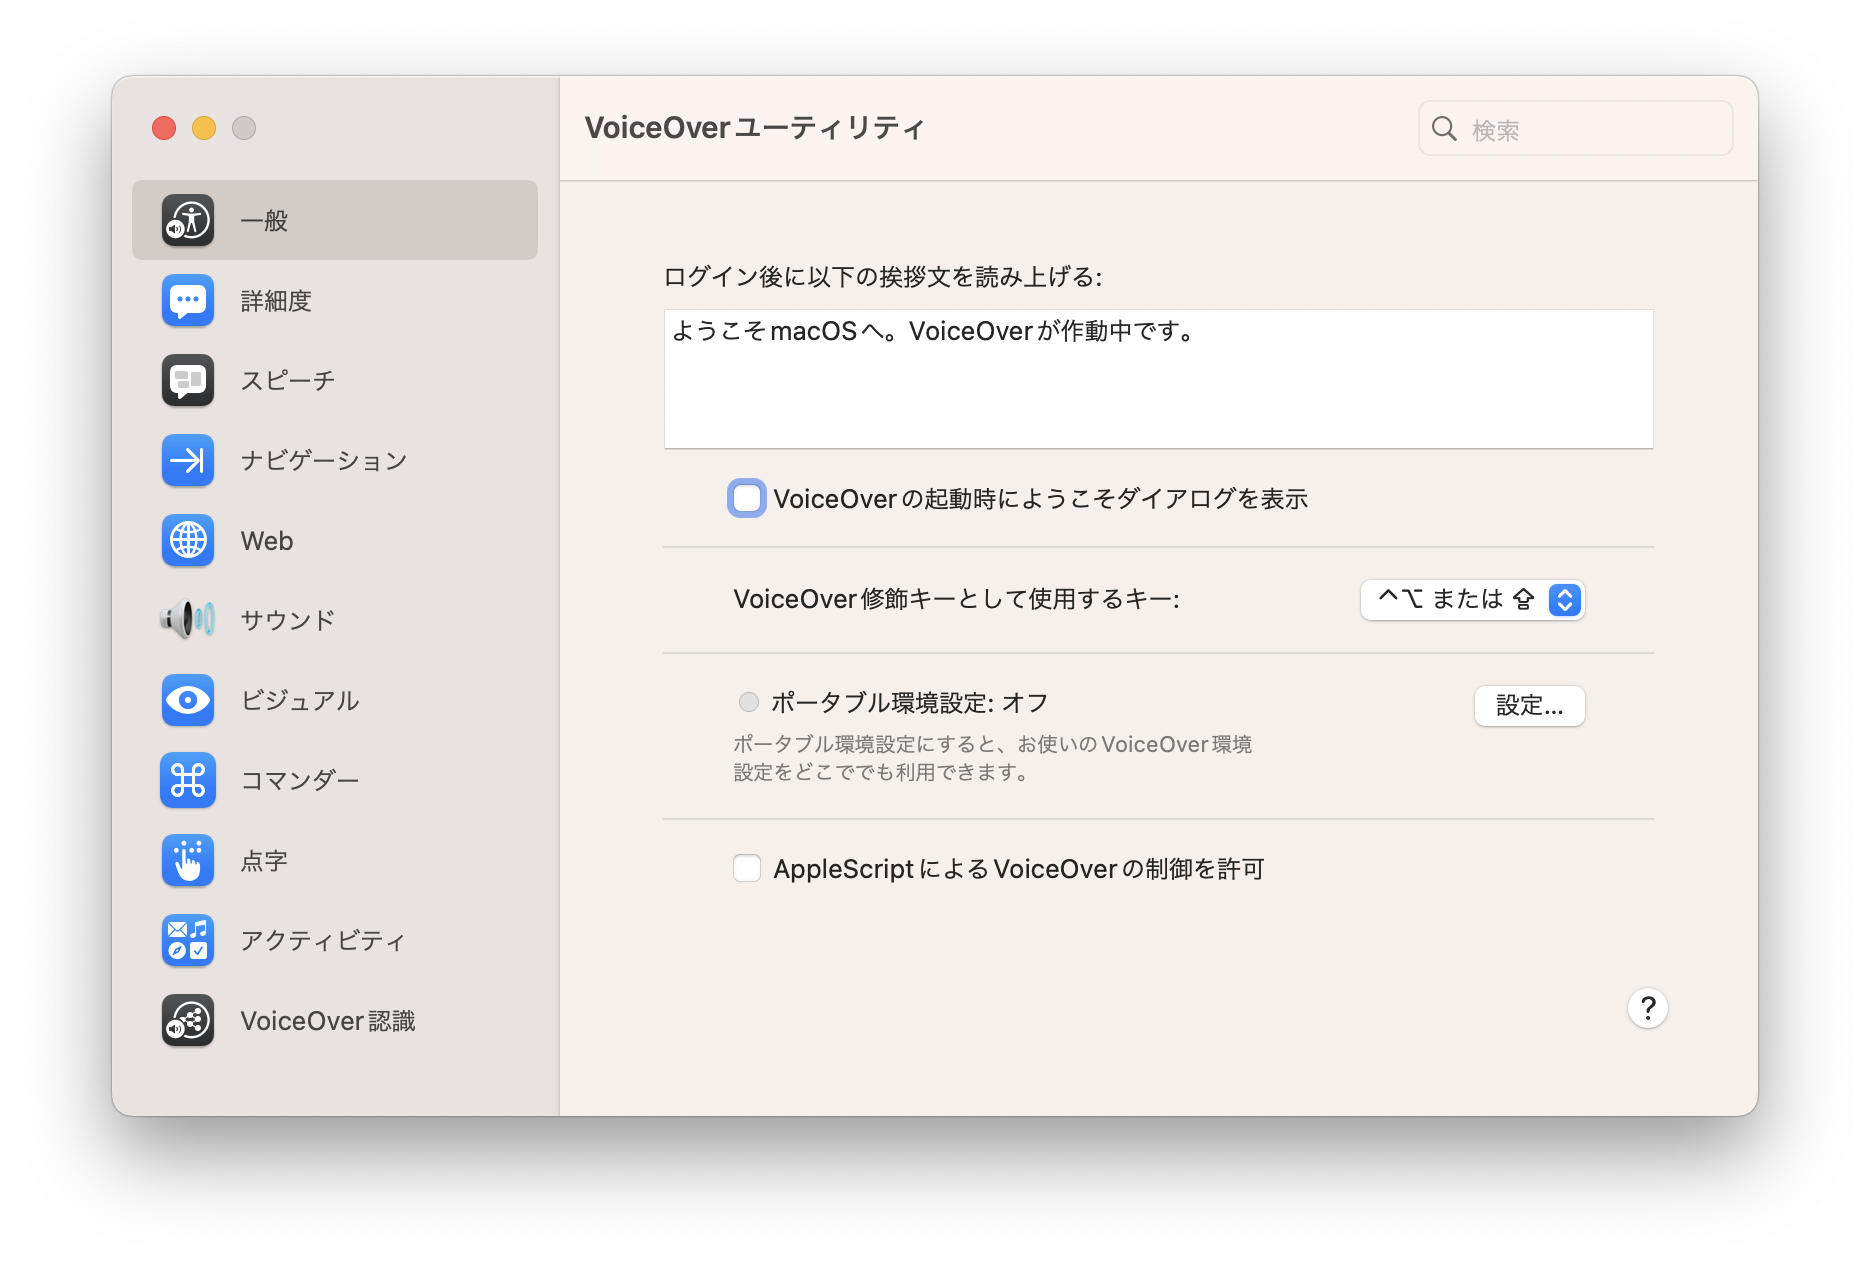 VoiceOverユーティリティ
検索
一般
詳細度
スピーチ
ナビゲーション
Web
サウンド
ビジュアル
コマンダー
点字
アクティビティ
VoiceOver認識
ログイン後に以下の挨拶文を読み上げる:
ようこそmacOSへ。VoiceOverが作動中です。
VoiceOverの起動時にようこそダイアログを表示
VoiceOver修飾キーとして使用するキー:
⌃⌥ または ⇪
ポータブル環境設定: オフ
設定...
ポータブル環境設定にすると、お使いのVoiceOver環境
設定をどこででも利用できます。
AppleScriptによるVoiceOverの制御を許可
?